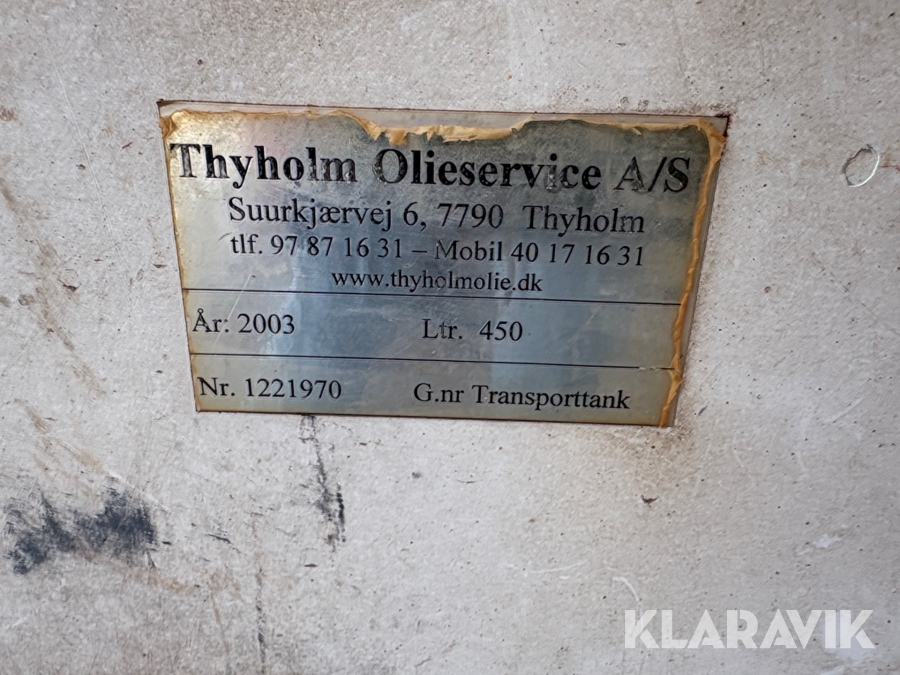 Thyholm Olieservice A/S
Suurkjærvej 6, 7790 Thyholm
tlf. 97 87 16 31 – Mobil 40 17 16 31
www.thyholmolie.dk
År: 2003 Ltr. 450
Nr. 1221970 G.nr Transporttank
KLARAVIK